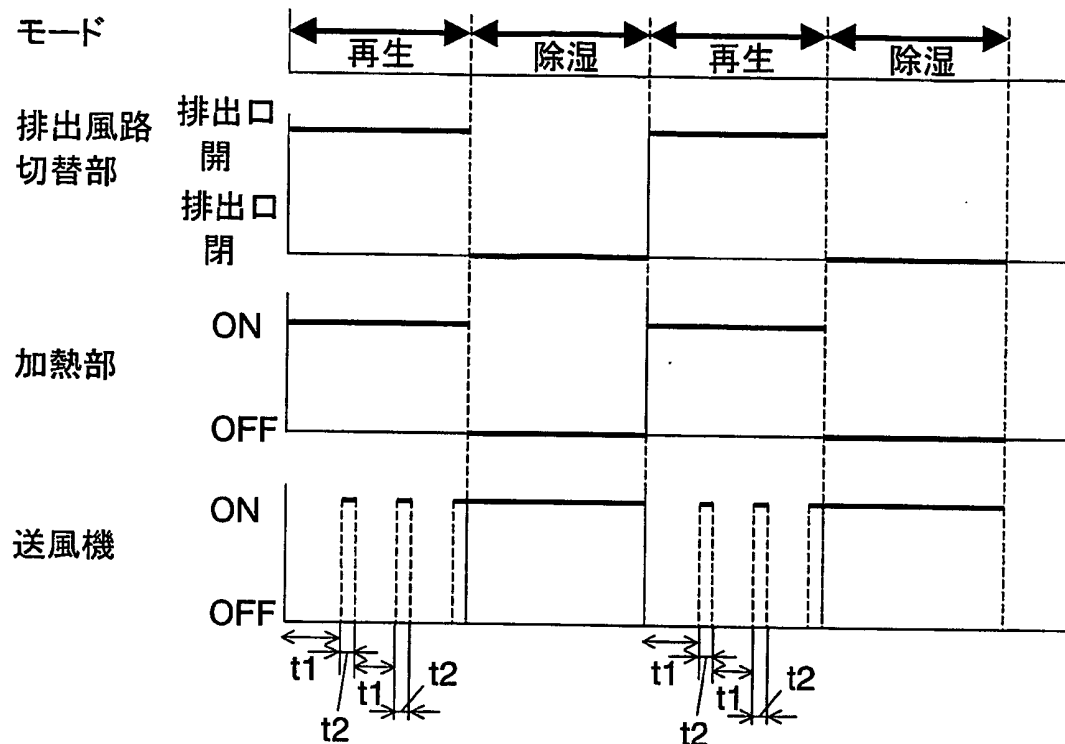 モード
再生
除湿
再生
除湿
排出風路
切替部
排出口
開
排出口
閉
加熱部
ON
OFF
送風機
ON
OFF
t1
t2
t1
t2
t1
t2
t1
t2